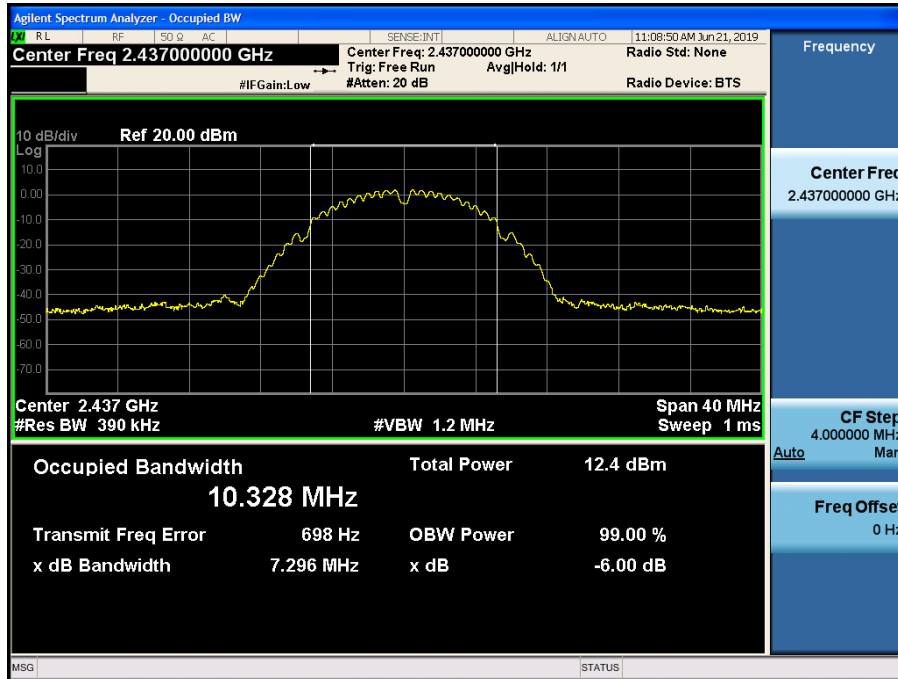 Agilent Spectrum Analyzer - Occupied BW
LXI RL RF 50 Ω AC SENSE:INT ALIGN AUTO 11:08:50 AM Jun 21, 2019
Center Freq 2.437000000 GHz
Center Freq: 2.437000000 GHz
Radio Std: None
Trig: Free Run Avg|Hold: 1/1
#IFGain:Low
#Atten: 20 dB
Radio Device: BTS
Frequency
10 dB/div Ref 20.00 dBm
Log
10.0
0.00
-10.0
-20.0
-30.0
-40.0
-50.0
-60.0
-70.0
Center 2.437 GHz Span 40 MHz
#Res BW 390 kHz #VBW 1.2 MHz Sweep 1 ms
Center Freq
2.437000000 GHz
CF Step
4.000000 MHz
Auto Man
Freq Offset
0 Hz
Occupied Bandwidth Total Power 12.4 dBm
10.328 MHz
Transmit Freq Error 698 Hz OBW Power 99.00 %
x dB Bandwidth 7.296 MHz x dB -6.00 dB
MSG STATUS